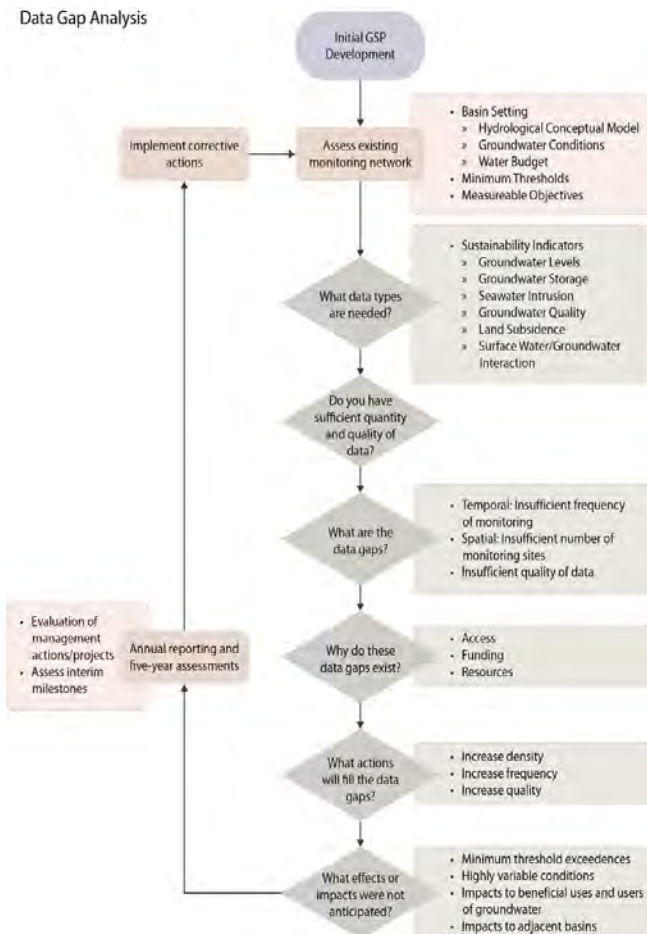 Data Gap Analysis
Initial GSP
Development
Implement corrective
actions
Assess existing
monitoring network
• Basin Setting
» Hydrological Conceptual Model
» Groundwater Conditions
» Water Budget
• Minimum Thresholds
• Measureable Objectives
What data types
are needed?
• Sustainability Indicators
» Groundwater Levels
» Groundwater Storage
» Seawater Intrusion
» Groundwater Quality
» Land Subsidence
» Surface Water/Groundwater
Interaction
Do you have
sufficient quantity
and quality of
data?
What are the
data gaps?
• Temporal: Insufficient frequency
of monitoring
• Spatial: Insufficient number of
monitoring sites
• Insufficient quality of data
• Evaluation of
management
actions/projects
• Assess interim
milestones
Annual reporting and
five-year assessments
Why do these
data gaps exist?
• Access
• Funding
• Resources
What actions
will fill the data
gaps?
• Increase density
• Increase frequency
• Increase quality
What effects or
impacts were not
anticipated?
• Minimum threshold exceedences
• Highly variable conditions
• Impacts to beneficial uses and users
of groundwater
• Impacts to adjacent basins